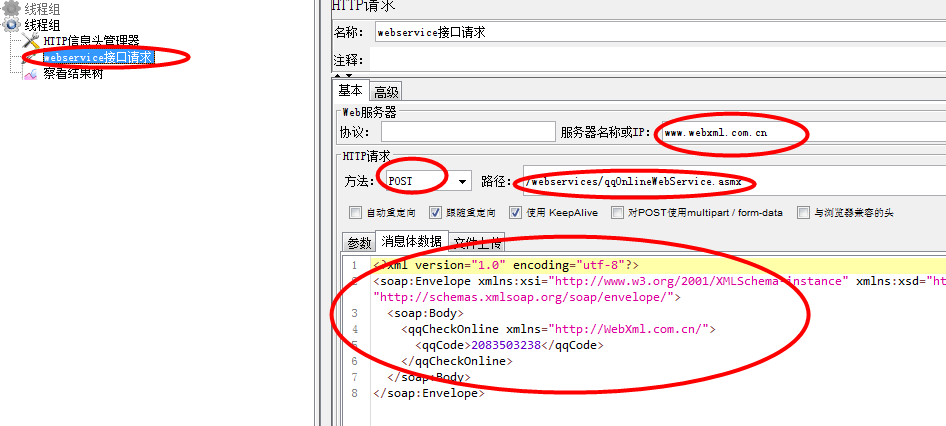 线程组
线程组
HTTP信息头管理器
webservice接口请求
察看结果树
HTTP请求
名称: webservice接口请求
注释:
基本 高级
Web服务器
协议: 服务器名称或IP: www.webxml.com.cn
HTTP请求
方法: POST 路径: /webservices/qqOnlineWebService.asmx
自动重定向 跟随重定向 使用 KeepAlive 对POST使用multipart / form-data 与浏览器兼容的头
参数 消息体数据 文件上传
1 <?xml version="1.0" encoding="utf-8"?>
2 <soap:Envelope xmlns:xsi="http://www.w3.org/2001/XMLSchema-instance" xmlns:xsd="ht
"http://schemas.xmlsoap.org/soap/envelope/">
3 <soap:Body>
4 <qqCheckOnline xmlns="http://WebXml.com.cn/">
5 <qqCode>2083503238</qqCode>
6 </qqCheckOnline>
7 </soap:Body>
8 </soap:Envelope>